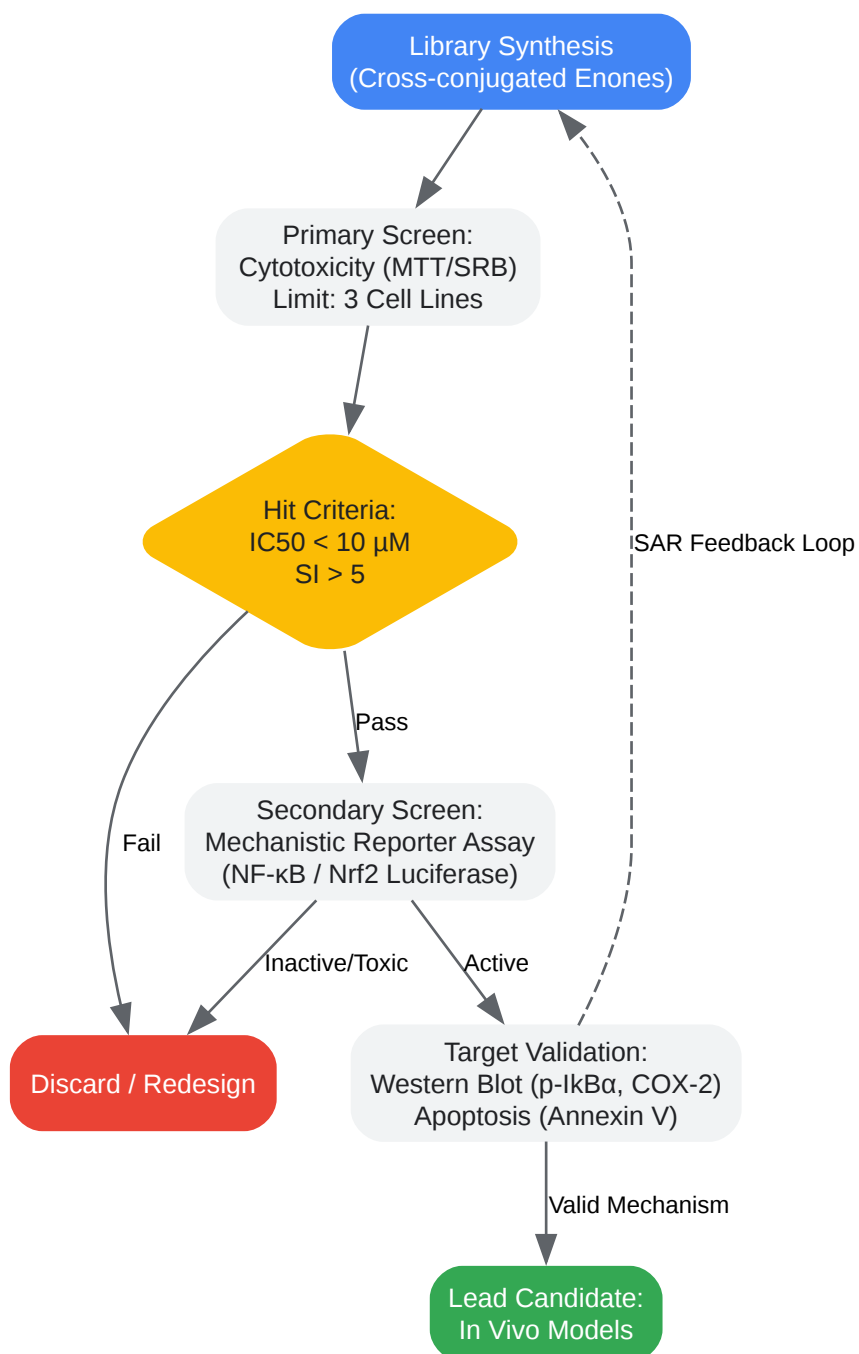 Library Synthesis
(Cross-conjugated Enones)
Primary Screen:
Cytotoxicity (MTT/SRB)
Limit: 3 Cell Lines
Hit Criteria:
IC50 < 10 µM
SI > 5
SAR Feedback Loop
Pass
Secondary Screen:
Mechanistic Reporter Assay
(NF-κB / Nrf2 Luciferase)
Fail
Inactive/Toxic
Active
Discard / Redesign
Target Validation:
Western Blot (p-IkBα, COX-2)
Apoptosis (Annexin V)
Valid Mechanism
Lead Candidate:
In Vivo Models